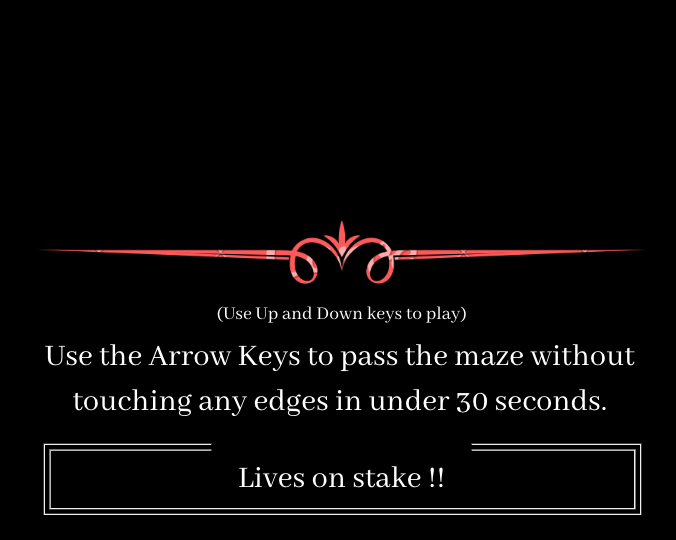 (Use Up and Down keys to play)
Use the Arrow Keys to pass the maze without
touching any edges in under 30 seconds.
Lives on stake !!